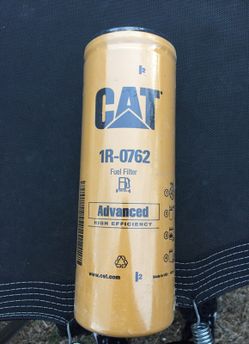 CAT
1R-0762
Fuel Filter
Advanced
HIGH EFFICIENCY
www.cat.com